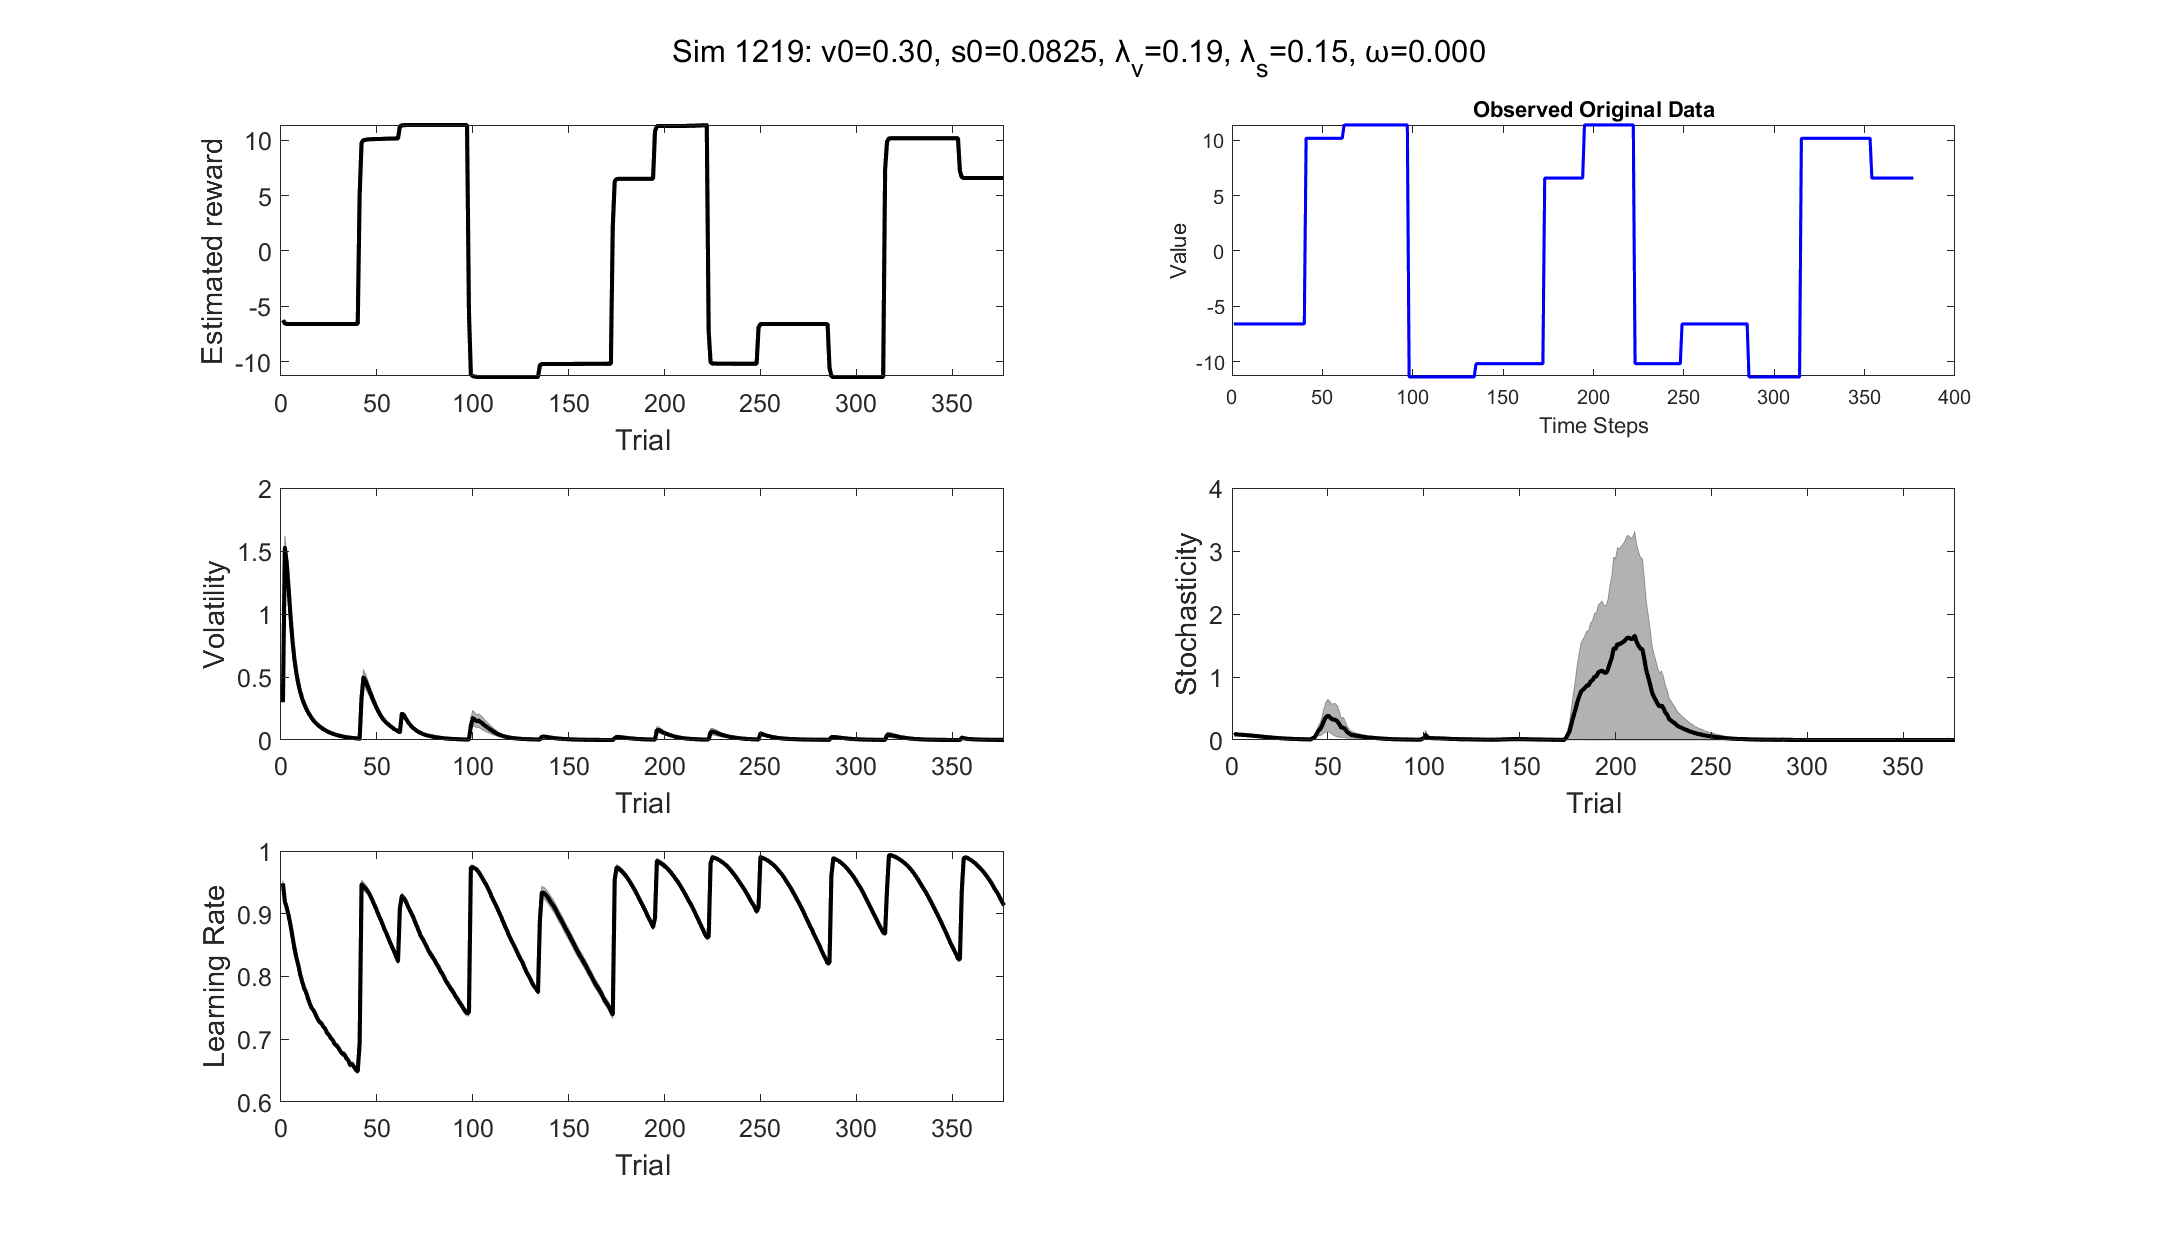 Sim 1219: v0=0.30, s0=0.0825, λv=0.19, λs=0.15, ω=0.000
Estimated reward
10
5
0
-5
-10
0 50 100 150 200 250 300 350
Trial
Observed Original Data
Value
10
5
0
-5
-10
0 50 100 150 200 250 300 350 400
Time Steps
Volatility
2
1.5
1
0.5
0
0 50 100 150 200 250 300 350
Trial
Stochasticity
4
3
2
1
0
0 50 100 150 200 250 300 350
Trial
Learning Rate
1
0.9
0.8
0.7
0.6
0 50 100 150 200 250 300 350
Trial